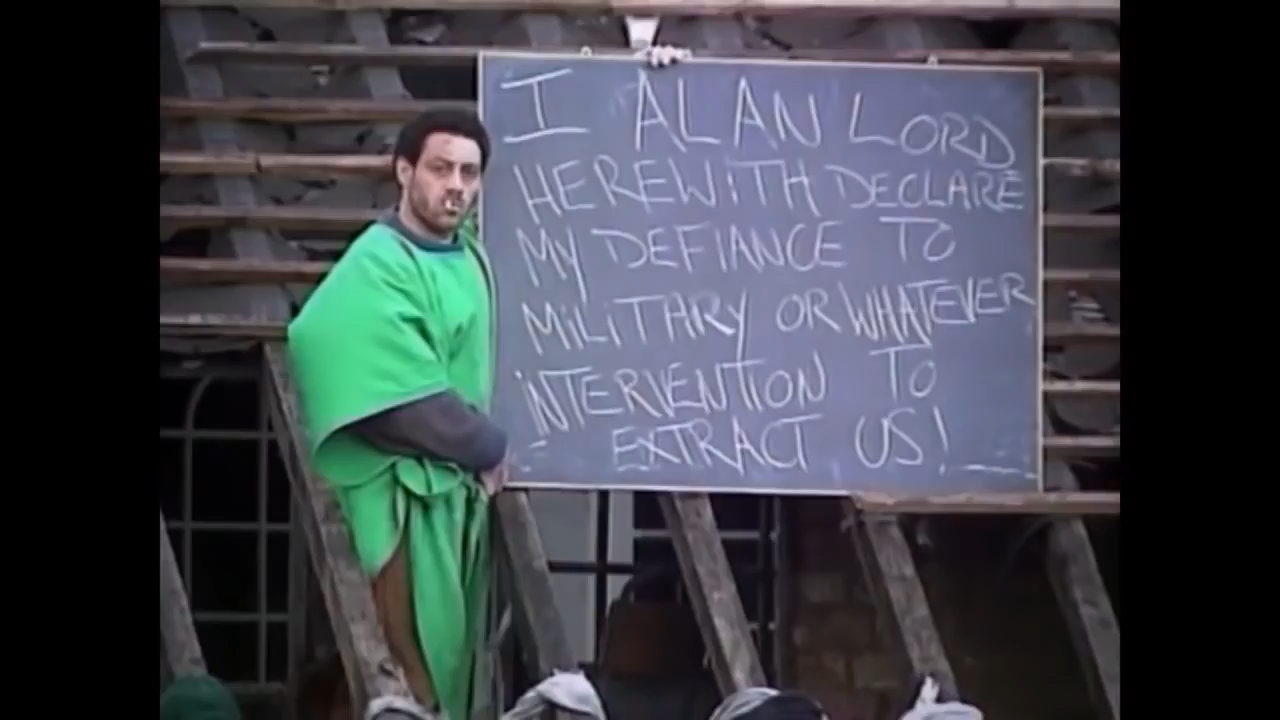 I ALAN LORD
HEREWITH DECLARE
MY DEFIANCE TO
MILITARY OR WHATEVER
INTERVENTION TO
EXTRACT US!